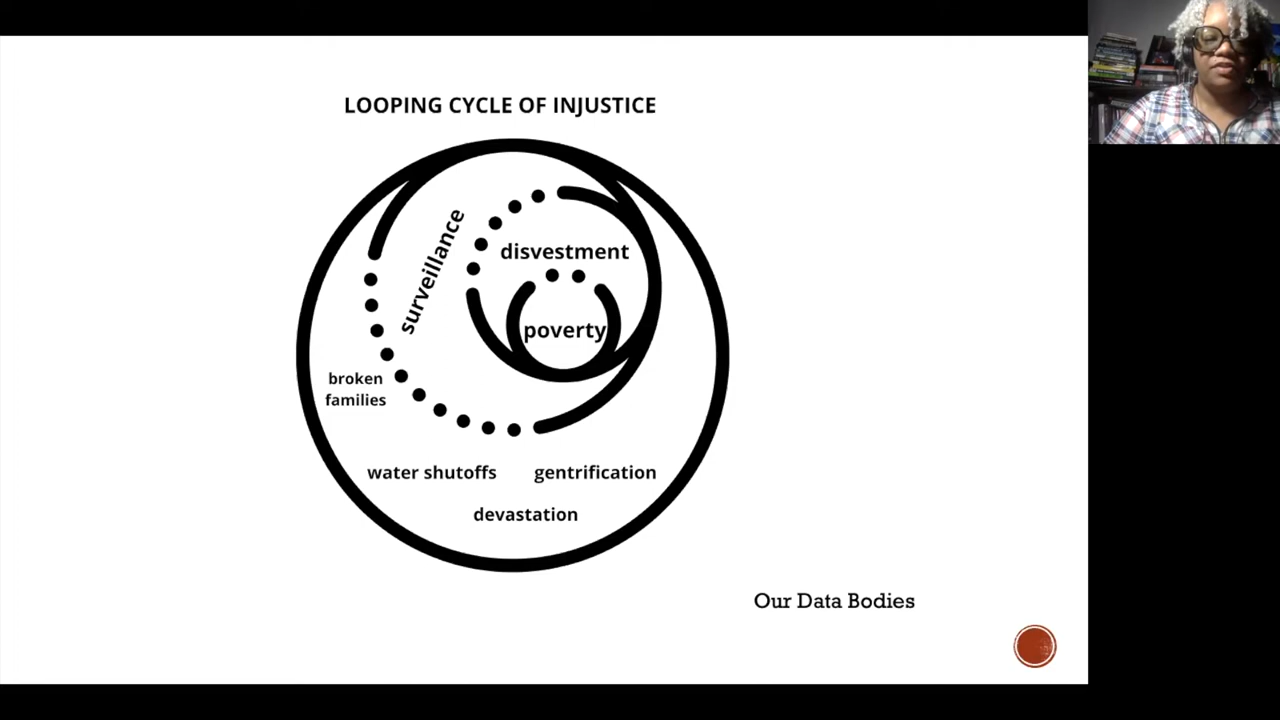 LOOPING CYCLE OF INJUSTICE
surveillance
disvestment
poverty
broken
families
water shutoffs
gentrification
devastation
Our Data Bodies